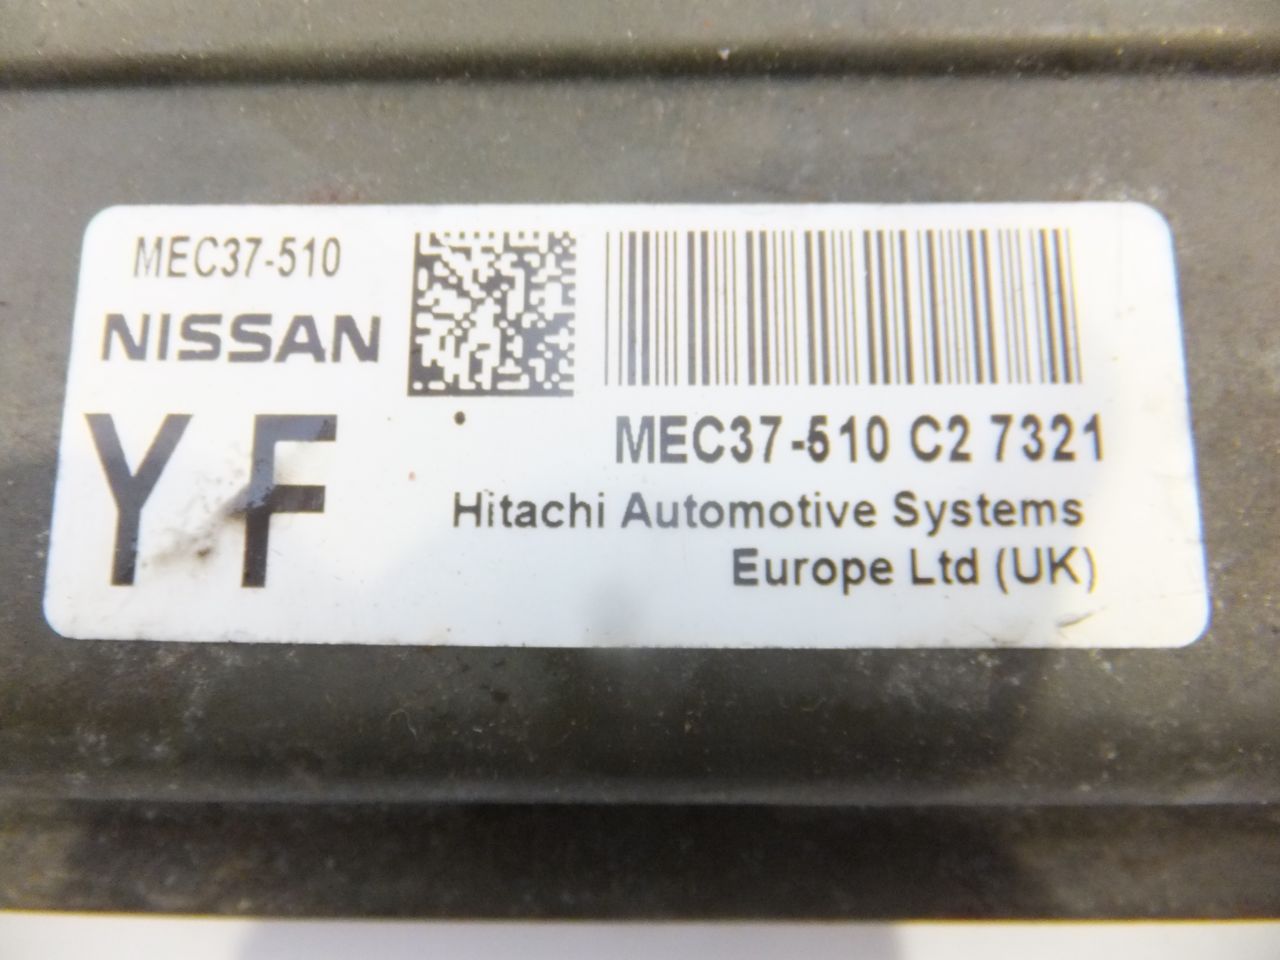 MEC37-510
NISSAN
YF
MEC37-510 C2 7321
Hitachi Automotive Systems
Europe Ltd (UK)